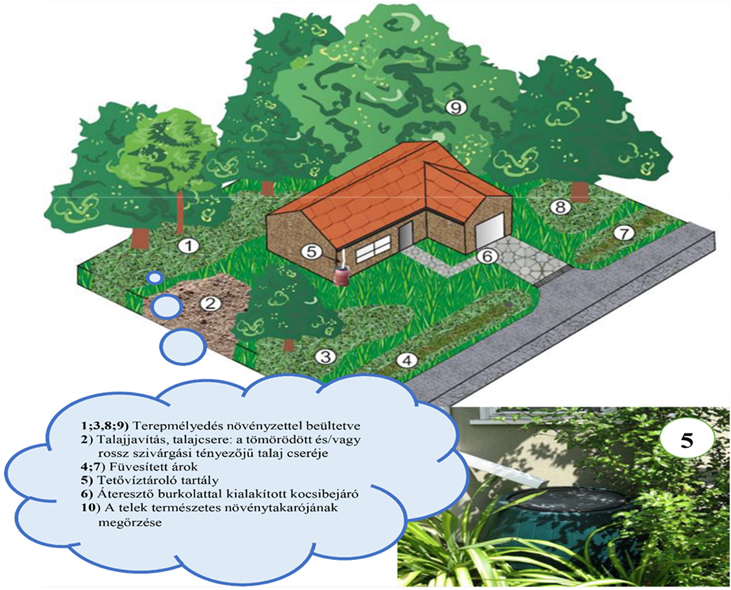 9
8
1
7
5
6
2
3
4
1;3,8;9) Terepmélyedés növényzettel beültetve
2) Talajjavítás, talajcsere: a tömörödött és/vagy
rossz szivárgási tényezőjű talaj cseréje
4;7) Füvesített árok
5) Tetővíztároló tartály
6) Áteresztő burkolattal kialakított kocsibejáró
10) A telek természetes növénytakarójának
megőrzése
5